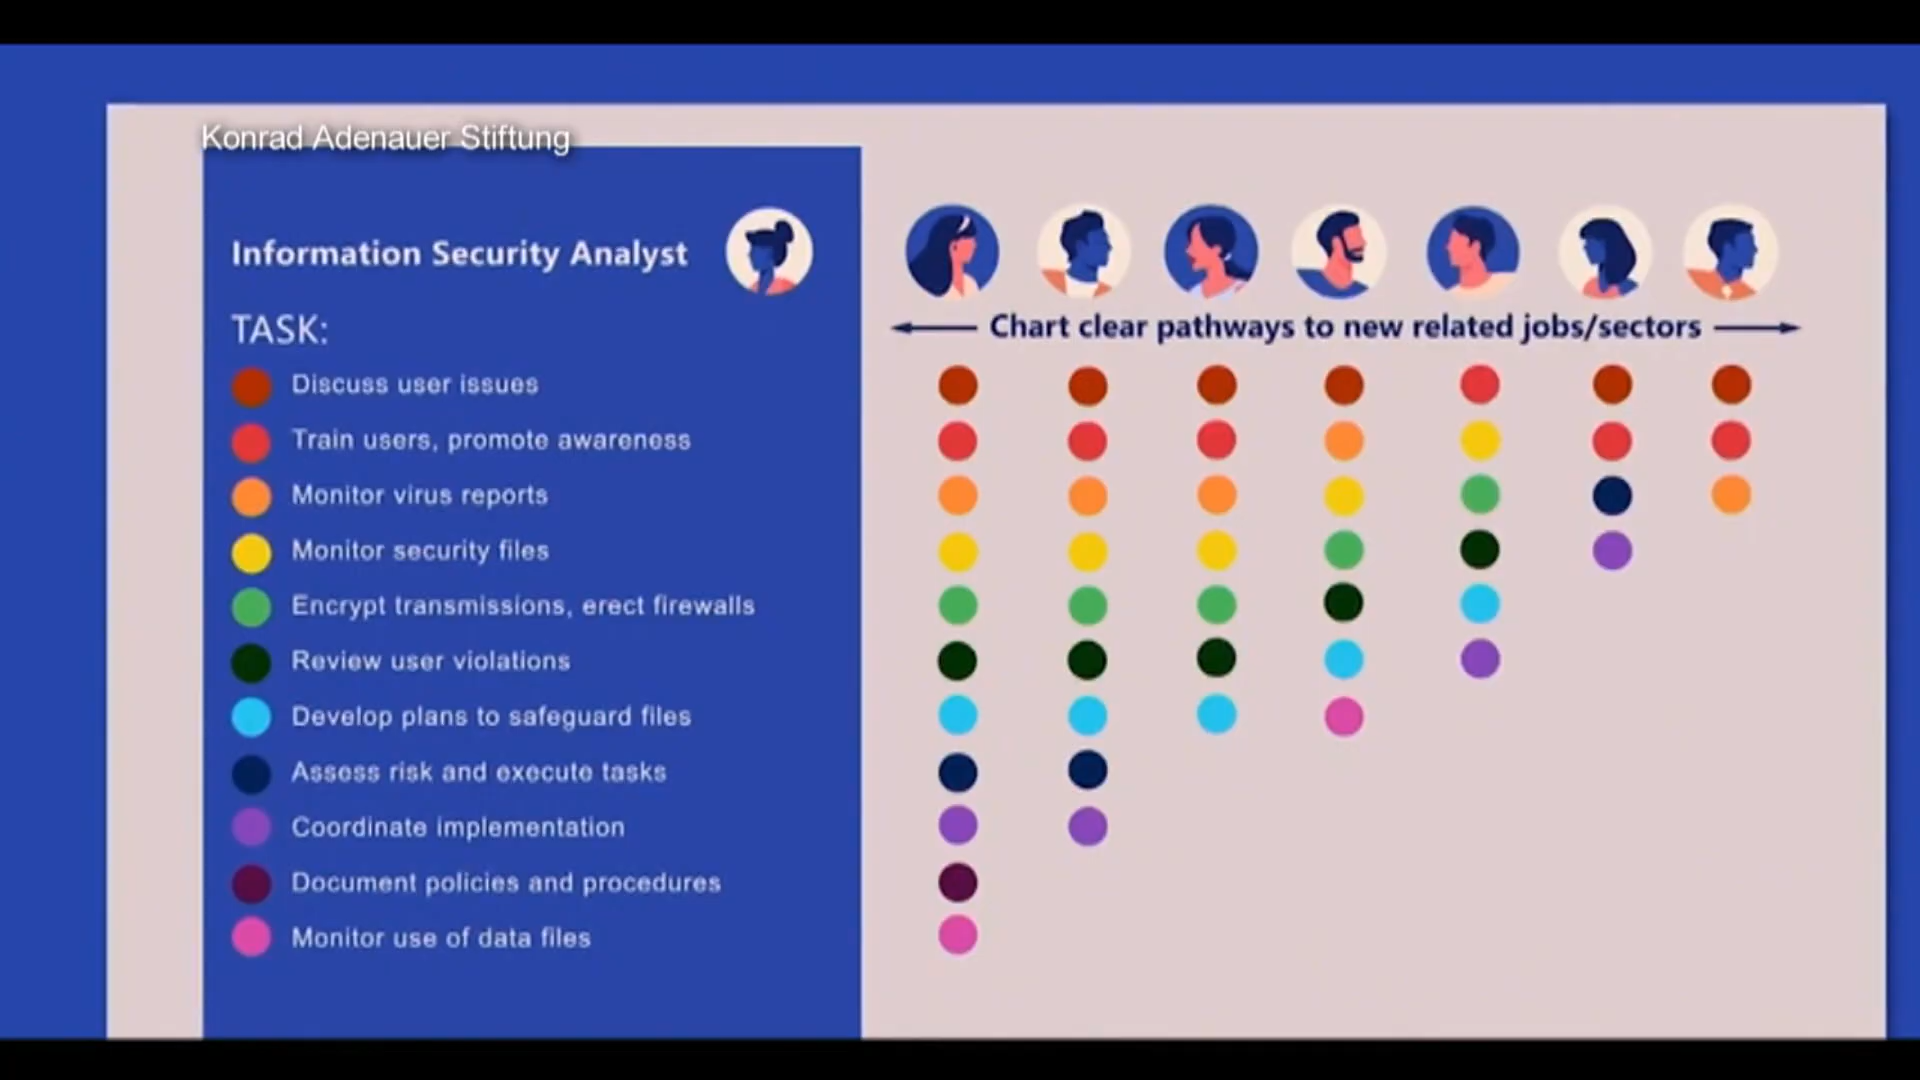 Konrad Adenauer Stiftung
Information Security Analyst
TASK:
Discuss user issues
Train users, promote awareness
Monitor virus reports
Monitor security files
Encrypt transmissions, erect firewalls
Review user violations
Develop plans to safeguard files
Assess risk and execute tasks
Coordinate implementation
Document policies and procedures
Monitor use of data files
Chart clear pathways to new related jobs/sectors